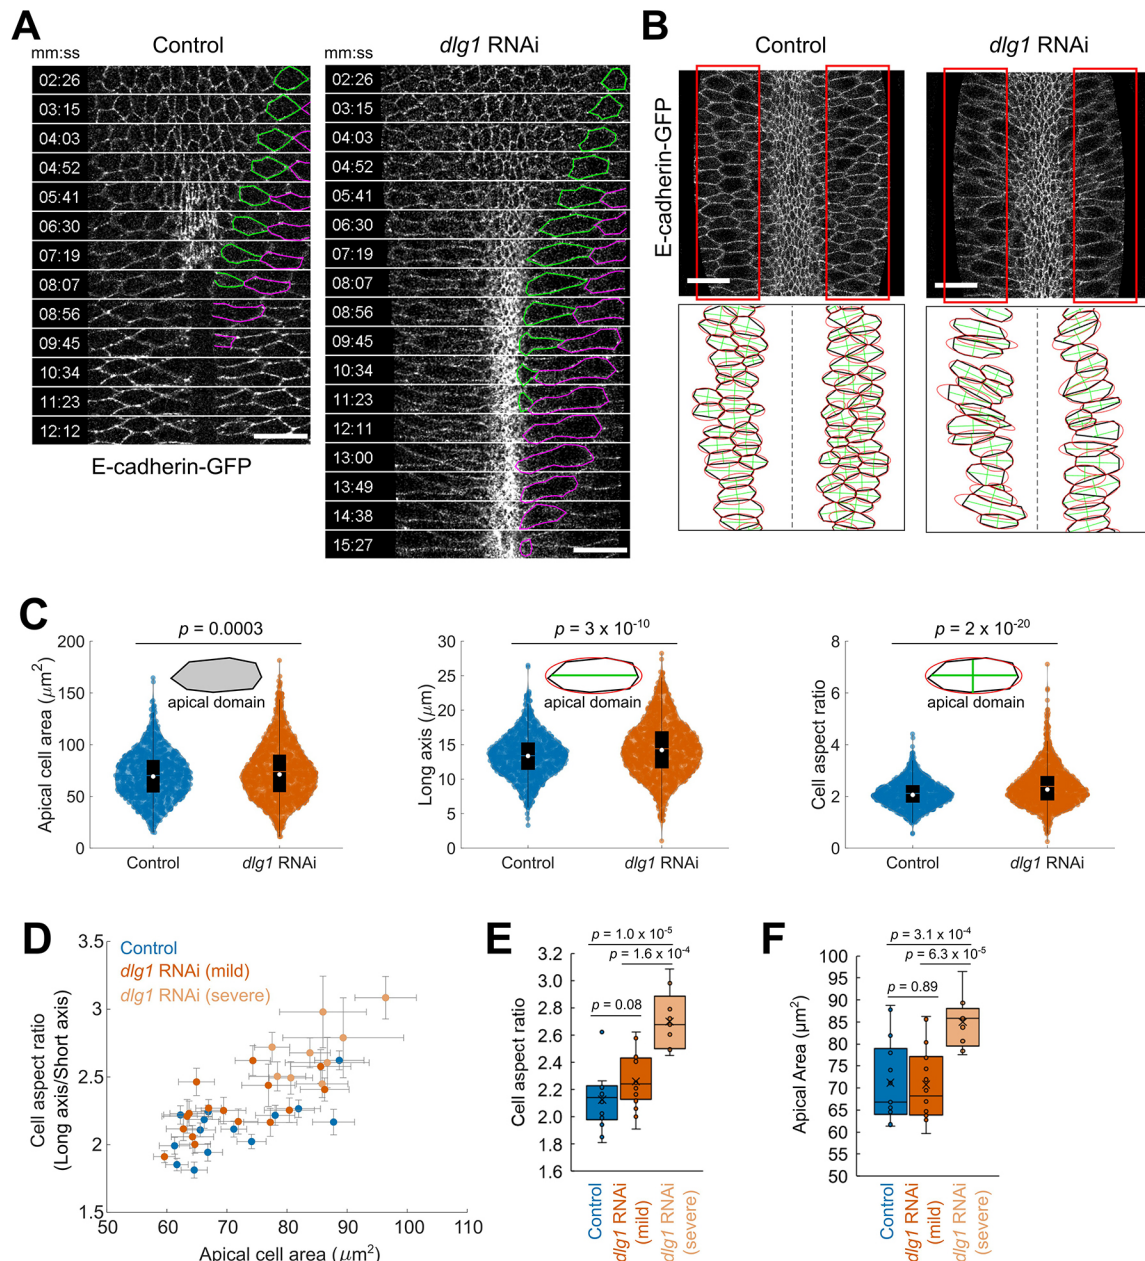 A
Control
dlg1 RNAi
mm:ss
mm:ss
02:26
03:15
04:03
04:52
05:41
06:30
07:19
08:07
08:56
09:45
10:34
11:23
12:12
E-cadherin-GFP
02:26
03:15
04:03
04:52
05:41
06:30
07:19
08:07
08:56
09:45
10:34
11:23
12:11
13:00
13:49
14:38
15:27
B
Control
dlg1 RNAi
E-cadherin-GFP
C
p = 0.0003
apical domain
Apical cell area (μm²)
200
150
100
50
0
Control
dlg1 RNAi
p = 3 x 10⁻¹⁰
apical domain
Long axis (μm)
30
25
20
15
10
5
0
Control
dlg1 RNAi
p = 2 x 10⁻²⁰
apical domain
Cell aspect ratio
8
6
4
2
0
Control
dlg1 RNAi
D
Control
dlg1 RNAi (mild)
dlg1 RNAi (severe)
Cell aspect ratio
(Long axis/Short axis)
3.5
3
2.5
2
1.5
50
60
70
80
90
100
110
Apical cell area (μm²)
E
p = 1.0 x 10⁻⁵
p = 1.6 x 10⁻⁴
p = 0.08
Cell aspect ratio
3.2
3.0
2.8
2.6
2.4
2.2
2.0
1.8
1.6
Control
dlg1 RNAi
(mild)
dlg1 RNAi
(severe)
F
p = 3.1 x 10⁻⁴
p = 6.3 x 10⁻⁵
p = 0.89
Apical Area (μm²)
100
95
90
85
80
75
70
65
60
55
50
Control
dlg1 RNAi
(mild)
dlg1 RNAi
(severe)